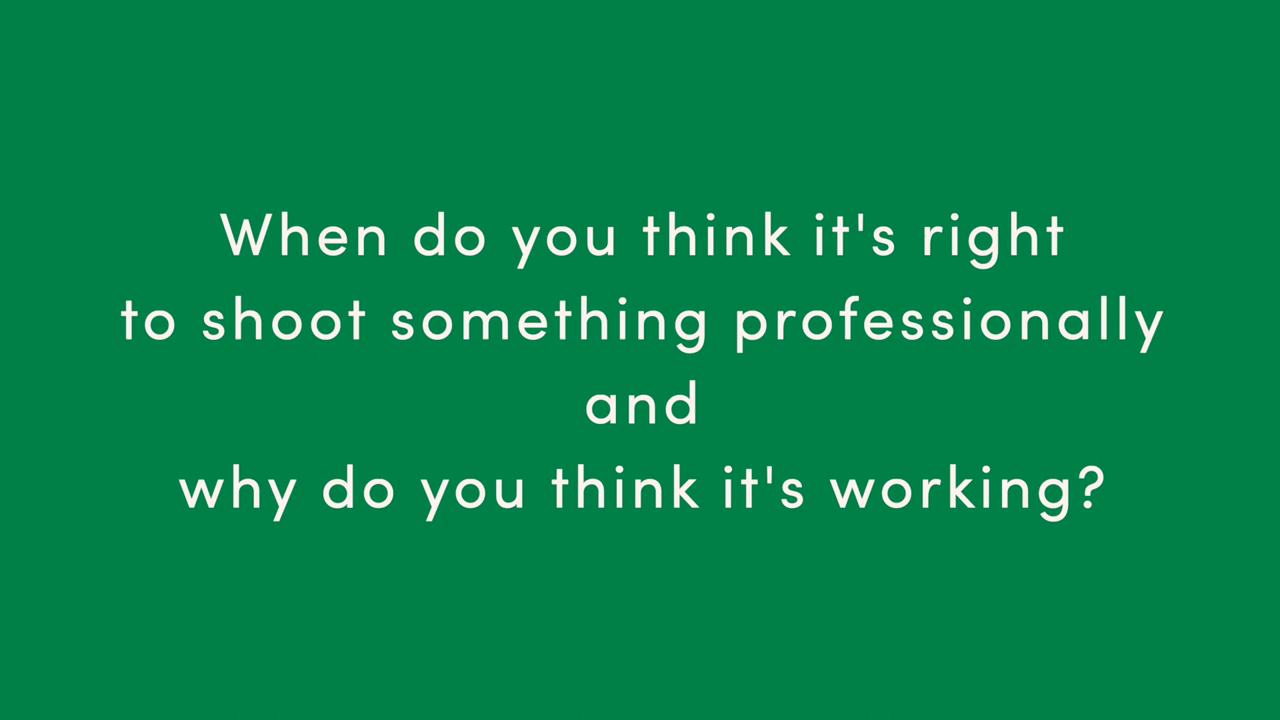 When do you think it's right
to shoot something professionally
and
why do you think it's working?